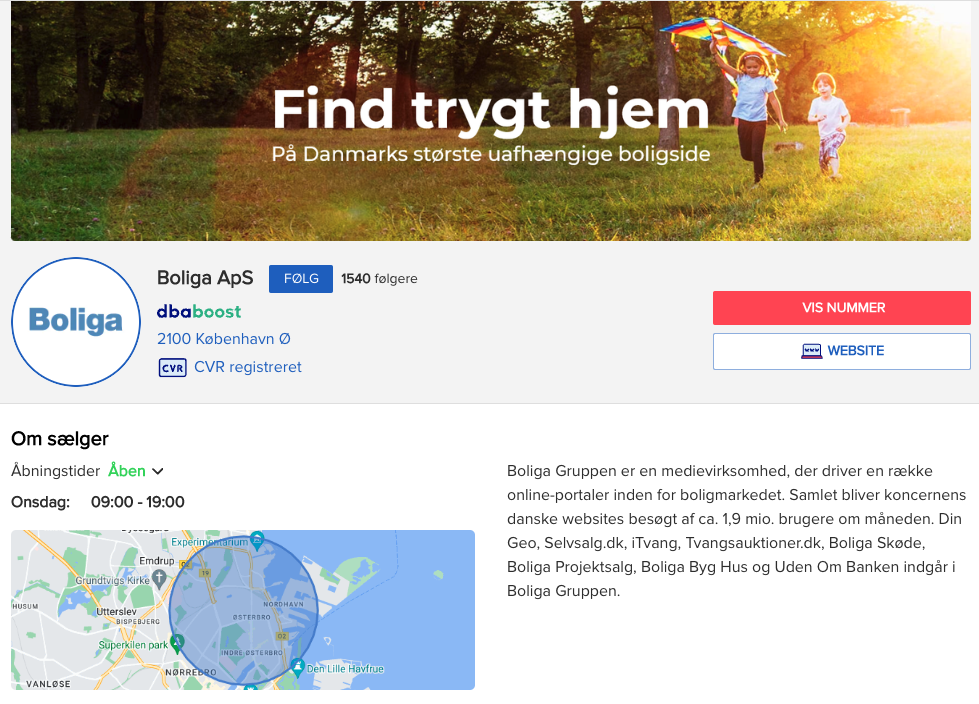 Find trygt hjem
På Danmarks største uafhængige boligside
Boliga
Boliga ApS
FØLG
1540 følgere
dbaboost
2100 København Ø
CVR CVR registreret
VIS NUMMER
WEBSITE
Om sælger
Åbningstider Åben
Onsdag: 09:00 - 19:00
Experimentarium
Emdrup
02
19
Grundtvigs Kirke
HUSUM
Utterslev
BISPEBJERG
NORDHAVN
ØSTERBRO
02
Superkilen park
INDRE ØSTERBRO
NØRREBRO
Den Lille Havfrue
VANLØSE
Boliga Gruppen er en medievirksomhed, der driver en række
online-portaler inden for boligmarkedet. Samlet bliver koncernens
danske websites besøgt af ca. 1,9 mio. brugere om måneden. Din
Geo, Selvsalg.dk, iTvang, Tvangsauktioner.dk, Boliga Skøde,
Boliga Projektsalg, Boliga Byg Hus og Uden Om Banken indgår i
Boliga Gruppen.